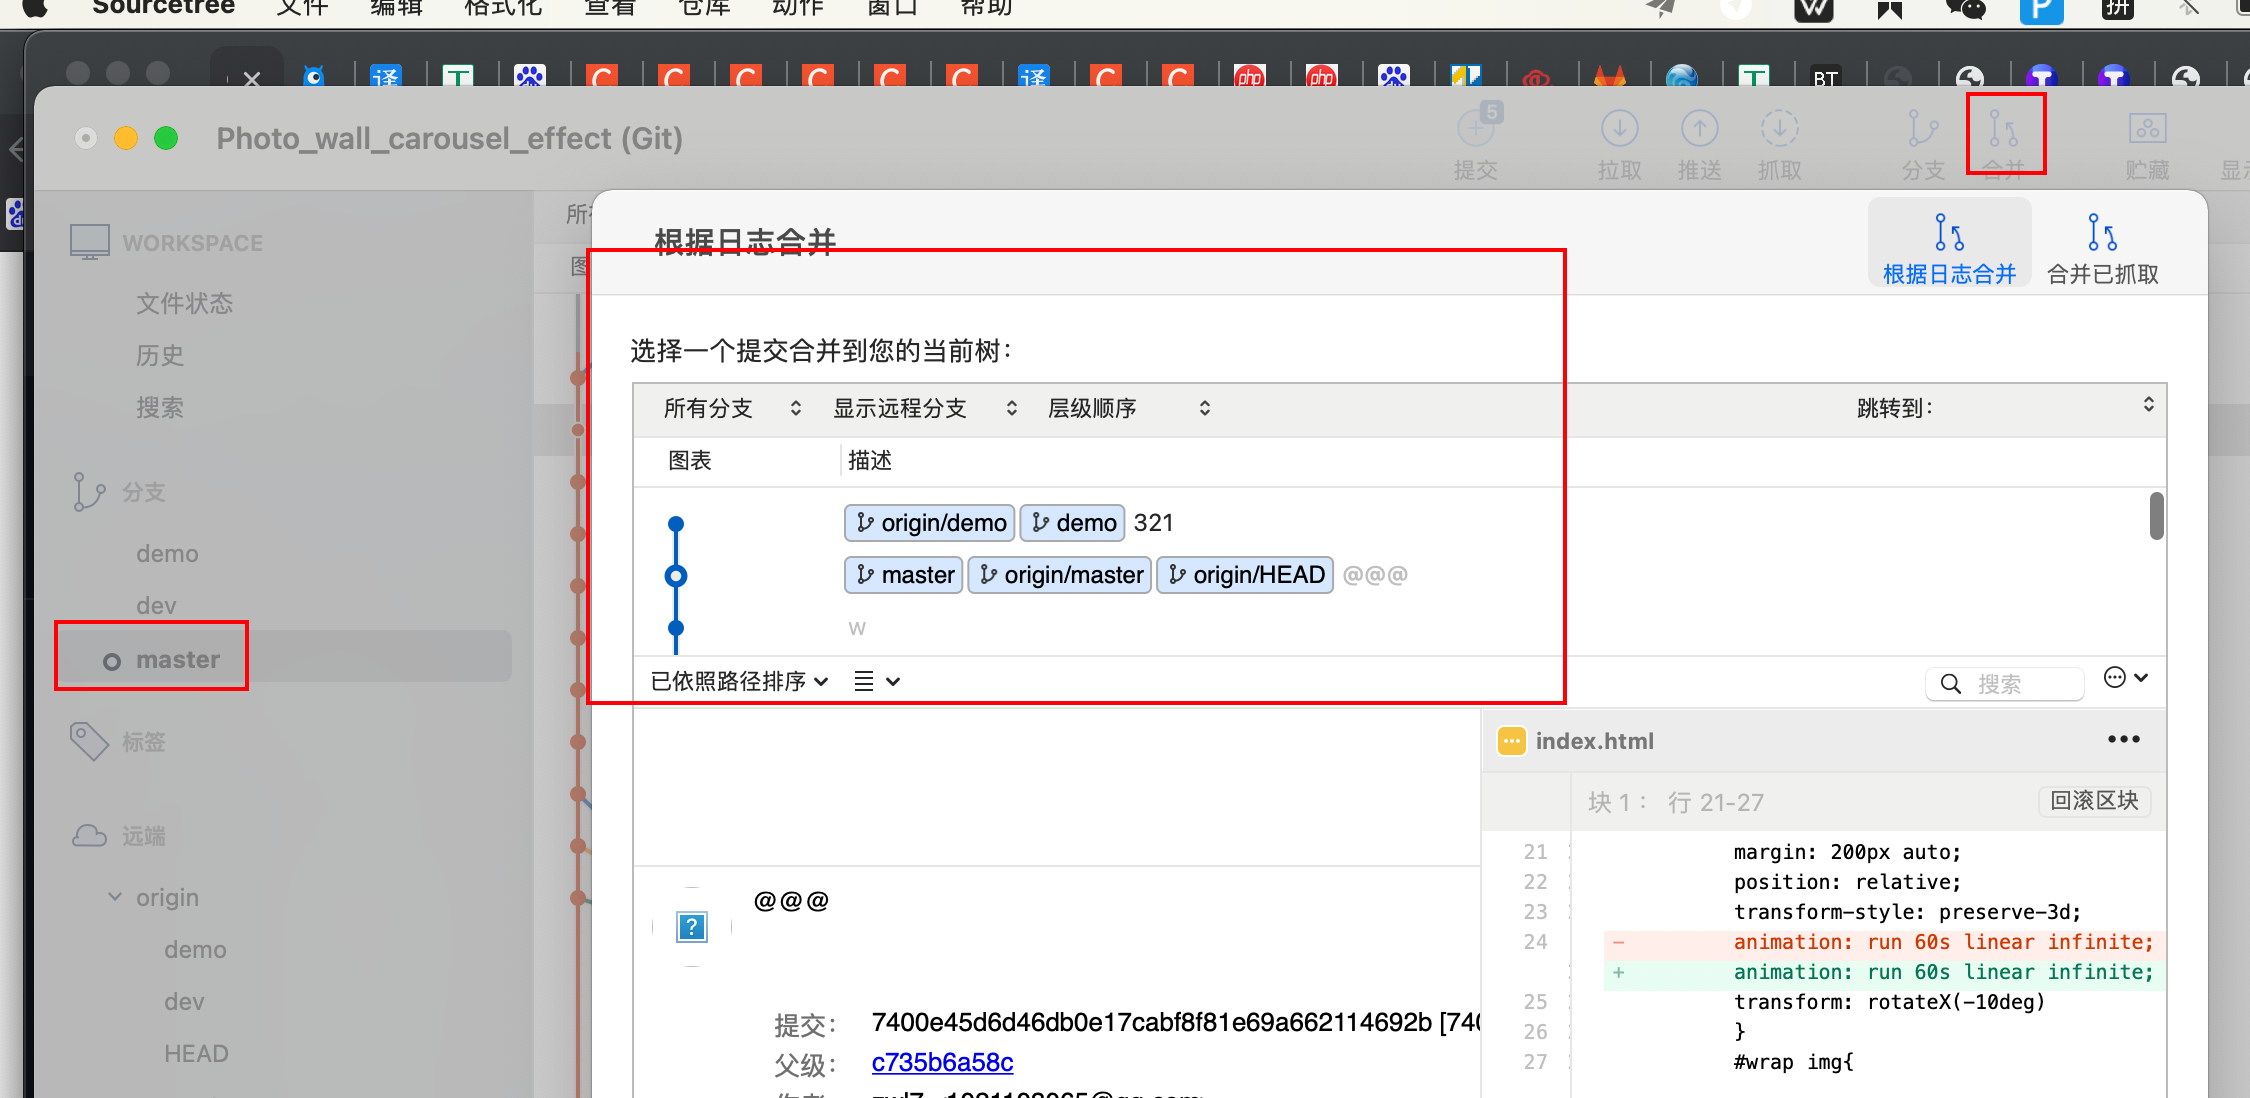 Sourcetree 文件 编辑 格式化 查看 仓库 动作 窗口 帮助
Photo_wall_carousel_effect (Git)
5
提交 拉取 推送 抓取 分支 合并 贮藏
WORKSPACE
文件状态
历史
搜索
分支
demo
dev
master
标签
远端
origin
demo
dev
HEAD
根据日志合并
根据日志合并 合并已抓取
选择一个提交合并到您的当前树：
所有分支 显示远程分支 层级顺序 跳转到：
图表 描述
origin/demo demo 321
master origin/master origin/HEAD @@@
w
已依照路径排序 搜索
index.html
块 1： 行 21-27 回滚区块
21 margin: 200px auto;
22 position: relative;
23 transform-style: preserve-3d;
24 - animation: run 60s linear infinite;
+ animation: run 60s linear infinite;
25 transform: rotateX(-10deg)
26 }
27 #wrap img{
@@@
提交： 7400e45d6d46db0e17cabf8f81e69a662114692b [740
父级： c735b6a58c